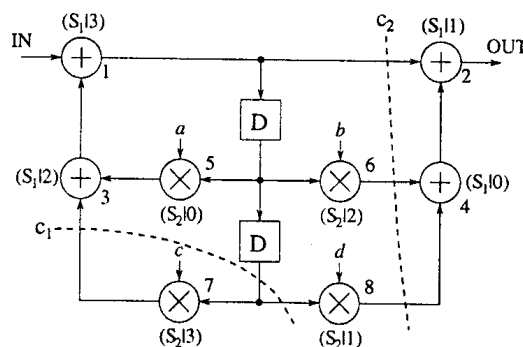 (S₁|3)
c₂
(S₁|1)
IN
OUT
1
2
D
a
b
(S₁|2)
5
6
(S₁|0)
3
4
(S₂|0)
(S₂|2)
c₁
D
c
7
d
8
(S₂|3)
(S₂|1)